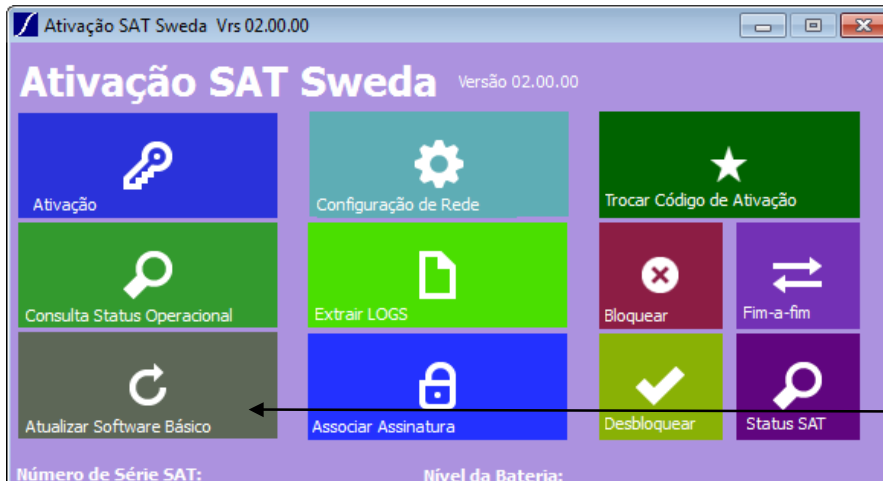 Ativação SAT Sweda Vrs 02.00.00
Ativação SAT Sweda Versão 02.00.00
Ativação
Configuração de Rede
Trocar Código de Ativação
Consulta Status Operacional
Extrair LOGS
Bloquear
Fim-a-fim
Atualizar Software Básico
Associar Assinatura
Desbloquear
Status SAT
Número de Série SAT:
Nível da Bateria: